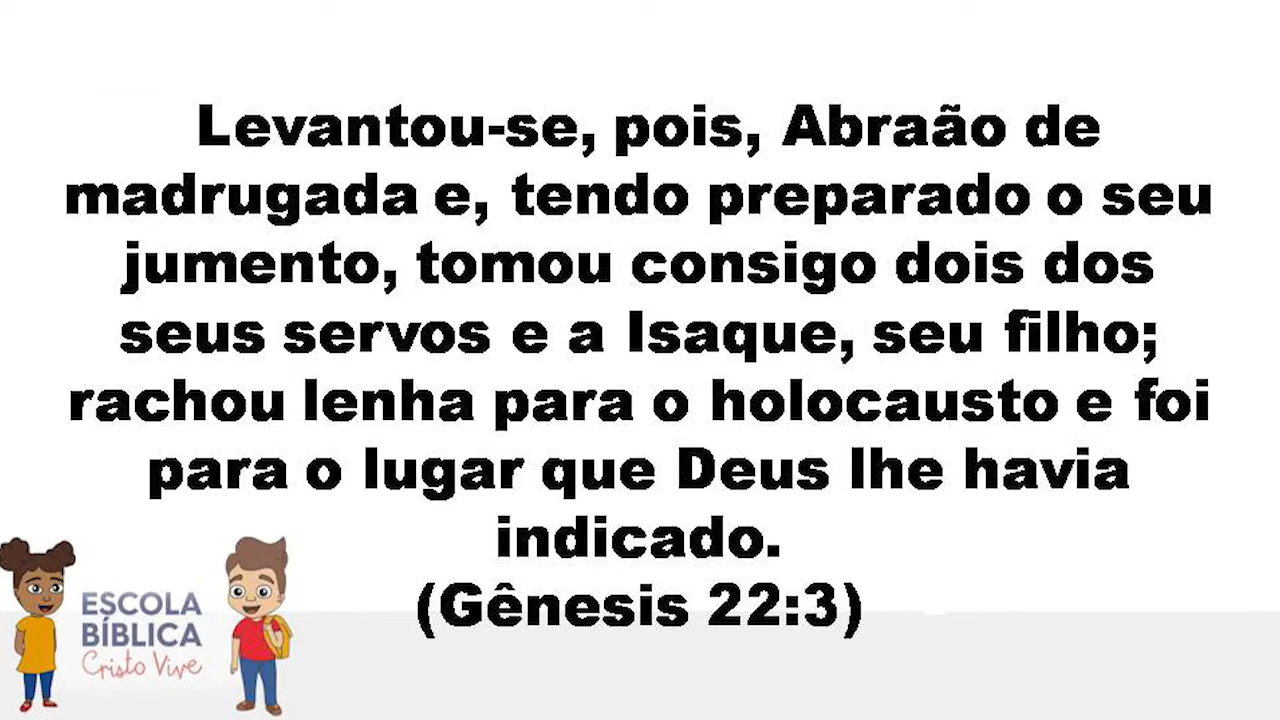 Levantou-se, pois, Abraão de
madrugada e, tendo preparado o seu
jumento, tomou consigo dois dos
seus servos e a Isaque, seu filho;
rachou lenha para o holocausto e foi
para o lugar que Deus lhe havia
indicado.
(Gênesis 22:3)
ESCOLA
BÍBLICA
Cristo Vive